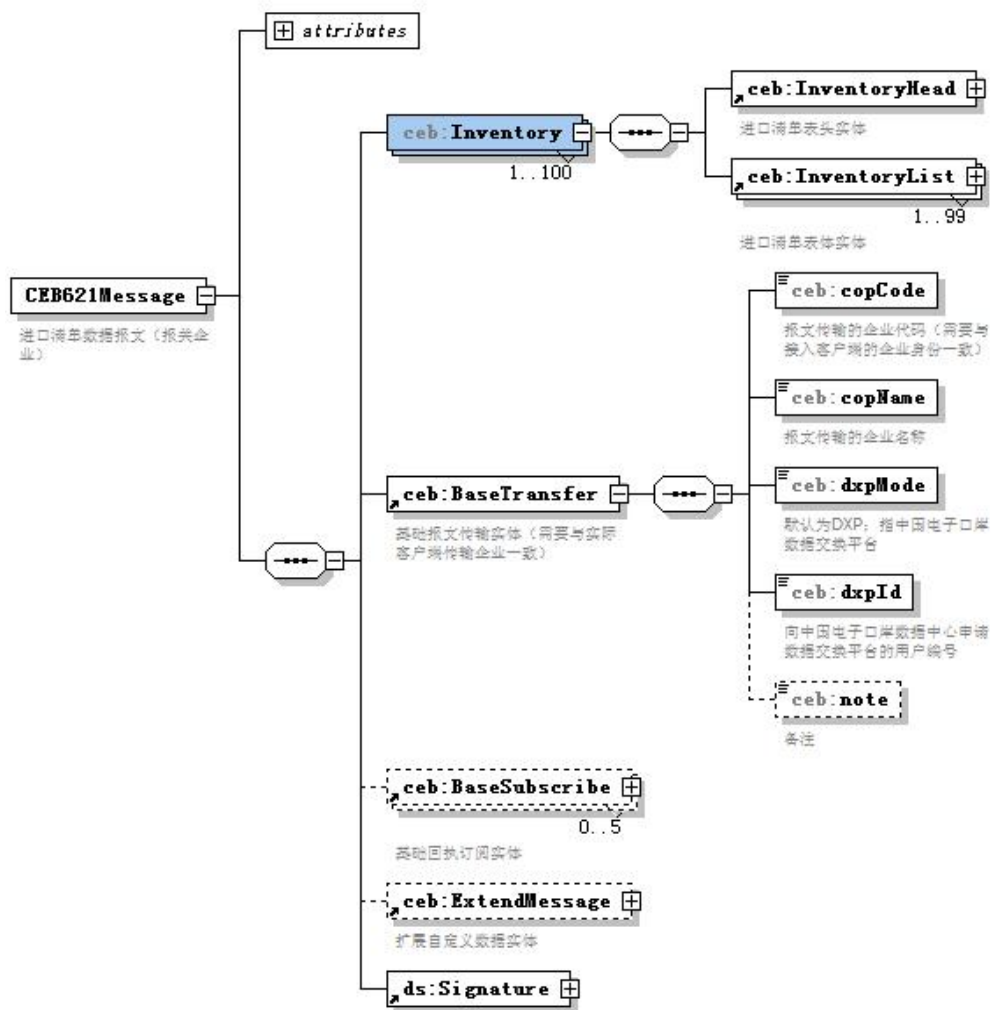 attributes
ceb:Inventory
1..100
ceb:InventoryHead
进口清单表头实体
ceb:InventoryList
1..99
进口清单表体实体
CEB621Message
进口清单数据报文（报关企
业）
ceb:BaseTransfer
基础报文传输实体（需要与实际
客户端传输企业一致）
ceb:copCode
报文传输的企业代码（需要与
接入客户端的企业身份一致）
ceb:copName
报文传输的企业名称
ceb:dxpMode
默认为DXP；指中国电子口岸
数据交换平台
ceb:dxpId
向中国电子口岸数据中心申请
数据交换平台的用户编号
ceb:note
备注
ceb:BaseSubscribe
0..5
基础回执订阅实体
ceb:ExtendMessage
扩展自定义数据实体
ds:Signature